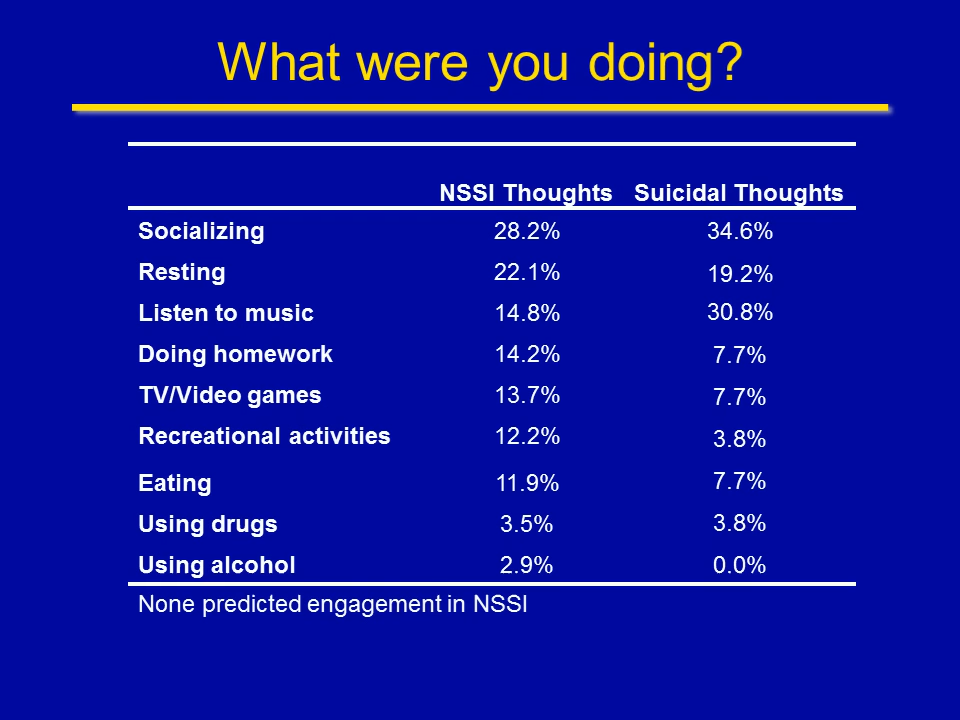 What were you doing?
NSSI Thoughts Suicidal Thoughts
Socializing 28.2% 34.6%
Resting 22.1% 19.2%
Listen to music 14.8% 30.8%
Doing homework 14.2% 7.7%
TV/Video games 13.7% 7.7%
Recreational activities 12.2% 3.8%
Eating 11.9% 7.7%
Using drugs 3.5% 3.8%
Using alcohol 2.9% 0.0%
None predicted engagement in NSSI